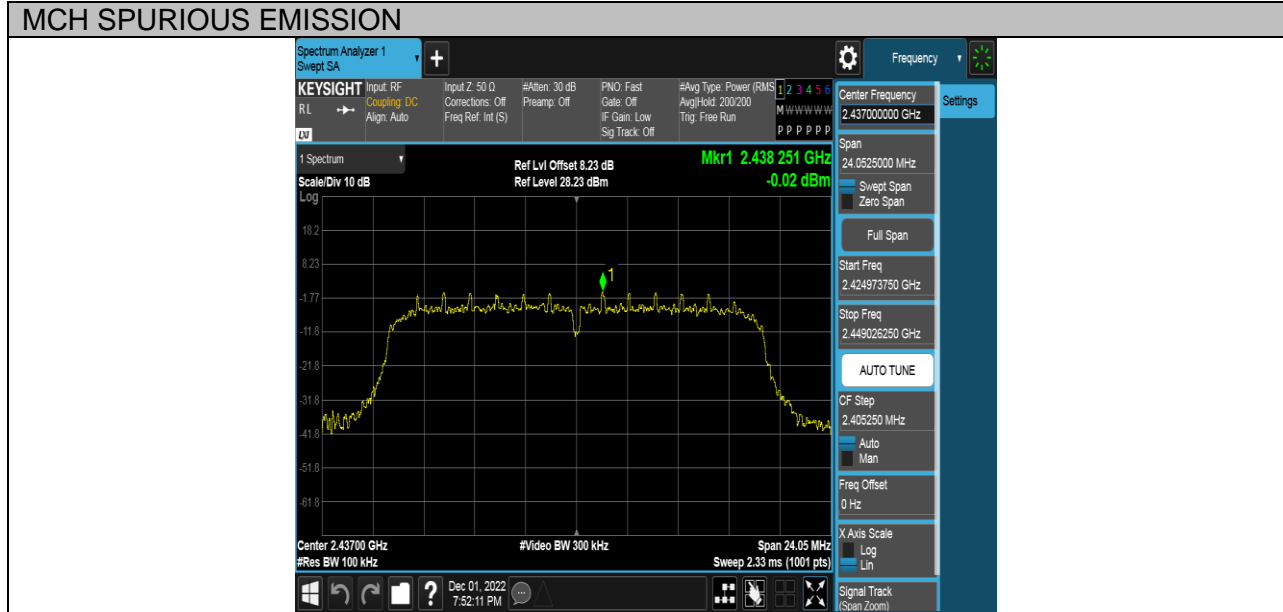 MCH SPURIOUS EMISSION
Spectrum Analyzer 1
Swept SA
+
Frequency
KEYSIGHT
RL
LXI
Input: RF
Coupling: DC
Align: Auto
Input Z: 50 Ω
Corrections: Off
Freq Ref: Int (S)
#Atten: 30 dB
Preamp: Off
PNO: Fast
Gate: Off
IF Gain: Low
Sig Track: Off
#Avg Type: Power (RMS
Avg|Hold: 200/200
Trig: Free Run
1 2 3 4 5 6
M W W W W W
P P P P P P
1 Spectrum
Scale/Div 10 dB
Ref Lvl Offset 8.23 dB
Ref Level 28.23 dBm
Mkr1 2.438 251 GHz
-0.02 dBm
Log
18.2
8.23
-1.77
-11.8
-21.8
-31.8
-41.8
-51.8
-61.8
1
Center 2.43700 GHz
#Res BW 100 kHz
#Video BW 300 kHz
Span 24.05 MHz
Sweep 2.33 ms (1001 pts)
Center Frequency
2.437000000 GHz
Settings
Span
24.0525000 MHz
Swept Span
Zero Span
Full Span
Start Freq
2.424973750 GHz
Stop Freq
2.449026250 GHz
AUTO TUNE
CF Step
2.405250 MHz
Auto
Man
Freq Offset
0 Hz
X Axis Scale
Log
Lin
Signal Track
(Span Zoom)
?
Dec 01, 2022
7:52:11 PM